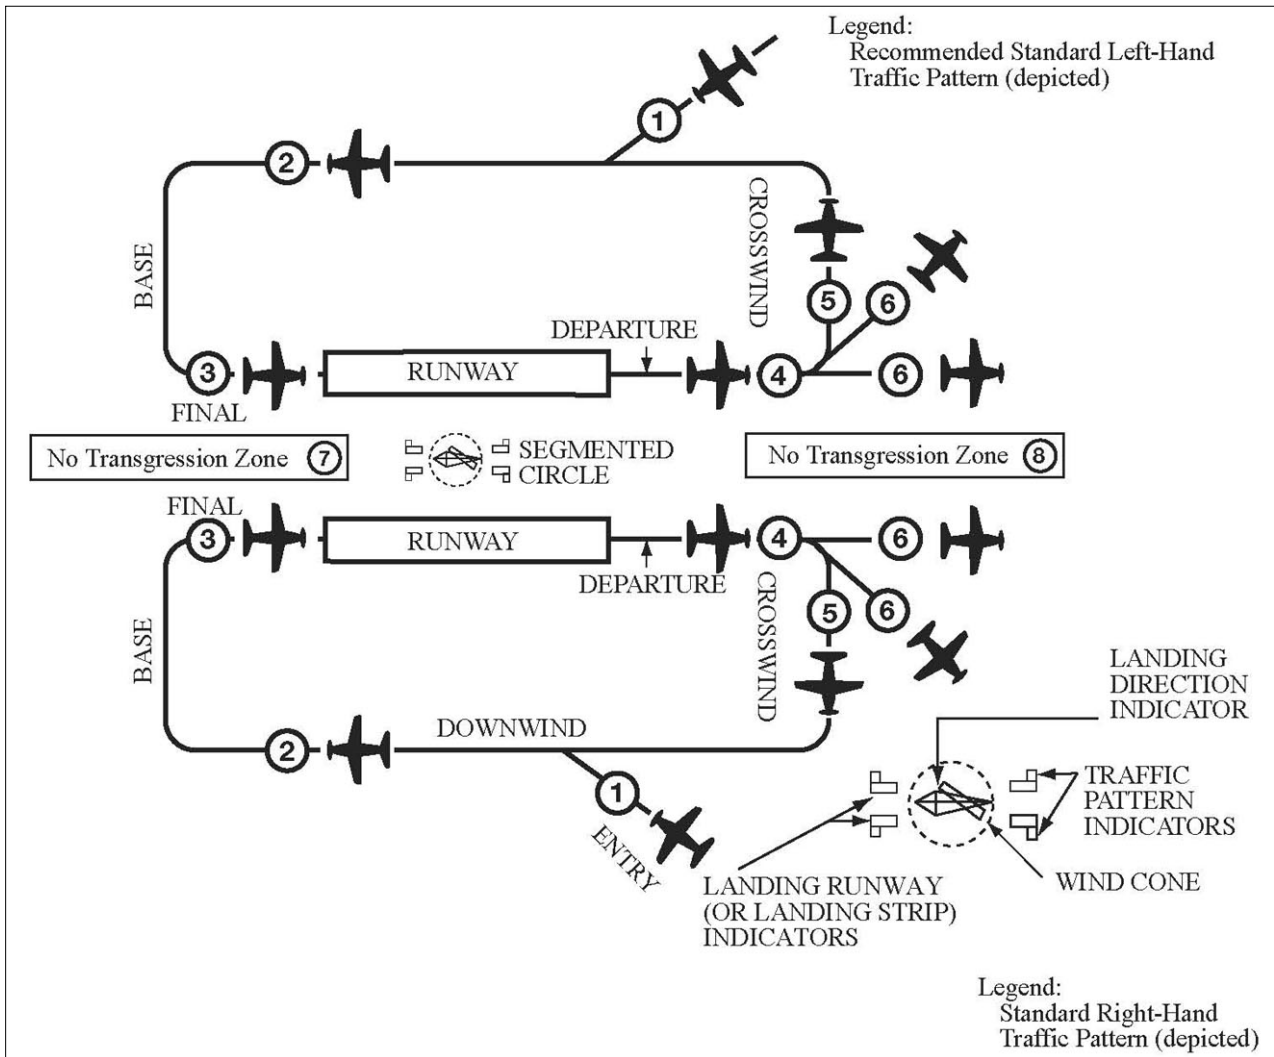 Legend:
Recommended Standard Left-Hand
Traffic Pattern (depicted)
1
2
CROSSWIND
BASE
5
6
DEPARTURE
3
RUNWAY
4
6
FINAL
No Transgression Zone 7
SEGMENTED
CIRCLE
No Transgression Zone 8
FINAL
3
RUNWAY
4
6
DEPARTURE
CROSSWIND
5
6
BASE
DOWNWIND
2
1
ENTRY
LANDING
DIRECTION
INDICATOR
TRAFFIC
PATTERN
INDICATORS
WIND CONE
LANDING RUNWAY
(OR LANDING STRIP)
INDICATORS
Legend:
Standard Right-Hand
Traffic Pattern (depicted)